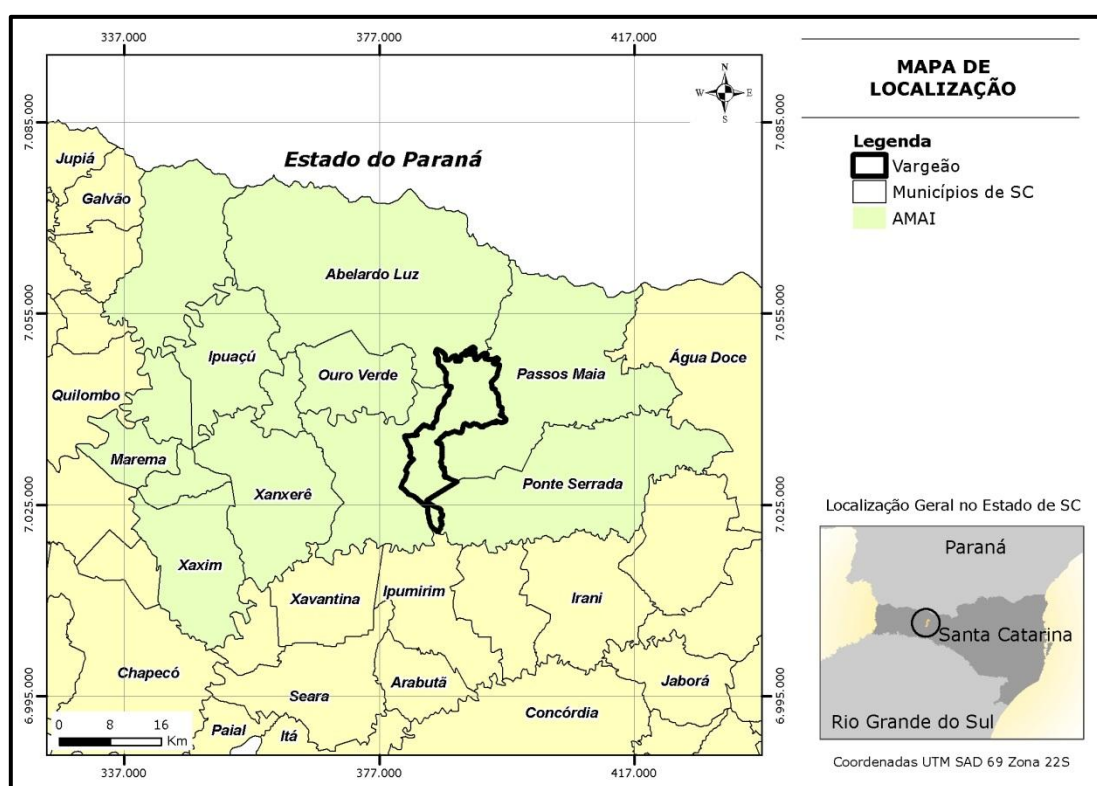 337.000
377.000
417.000
7.085.000
7.055.000
7.025.000
6.995.000
7.085.000
7.055.000
7.025.000
6.995.000
337.000
377.000
417.000
N
W
E
S
Estado do Paraná
Jupiá
Galvão
Abelardo Luz
Ipuaçú
Ouro Verde
Passos Maia
Água Doce
Quilombo
Marema
Xanxerê
Ponte Serrada
Xaxim
Xavantina
Ipumirim
Irani
Chapecó
Seara
Arabutã
Jaborá
Concórdia
Paial
Itá
0 8 16
Km
MAPA DE
LOCALIZAÇÃO
Legenda
Vargeão
Municípios de SC
AMAI
Localização Geral no Estado de SC
Paraná
Santa Catarina
Rio Grande do Sul
Coordenadas UTM SAD 69 Zona 22S